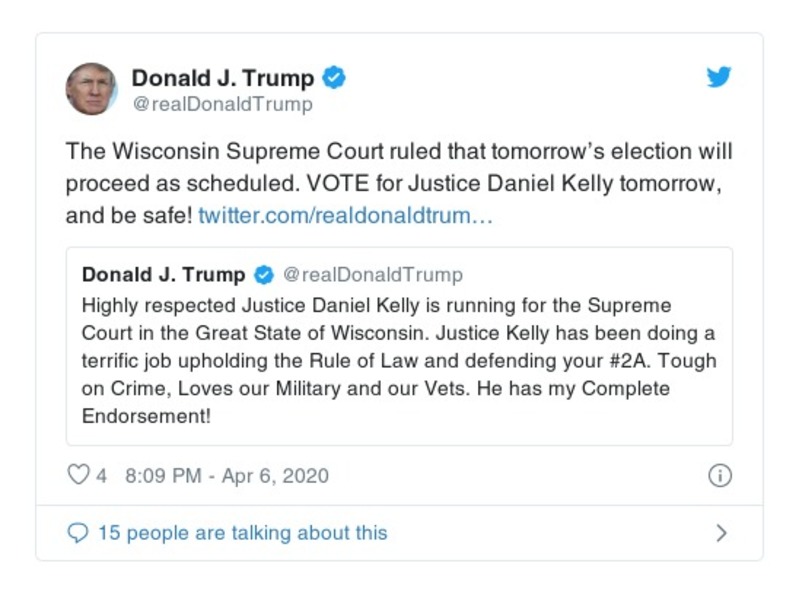 Donald J. Trump
@realDonaldTrump
The Wisconsin Supreme Court ruled that tomorrow's election will
proceed as scheduled. VOTE for Justice Daniel Kelly tomorrow,
and be safe! twitter.com/realdonaldtrum…
Donald J. Trump @realDonaldTrump
Highly respected Justice Daniel Kelly is running for the Supreme
Court in the Great State of Wisconsin. Justice Kelly has been doing a
terrific job upholding the Rule of Law and defending your #2A. Tough
on Crime, Loves our Military and our Vets. He has my Complete
Endorsement!
4 8:09 PM - Apr 6, 2020
15 people are talking about this